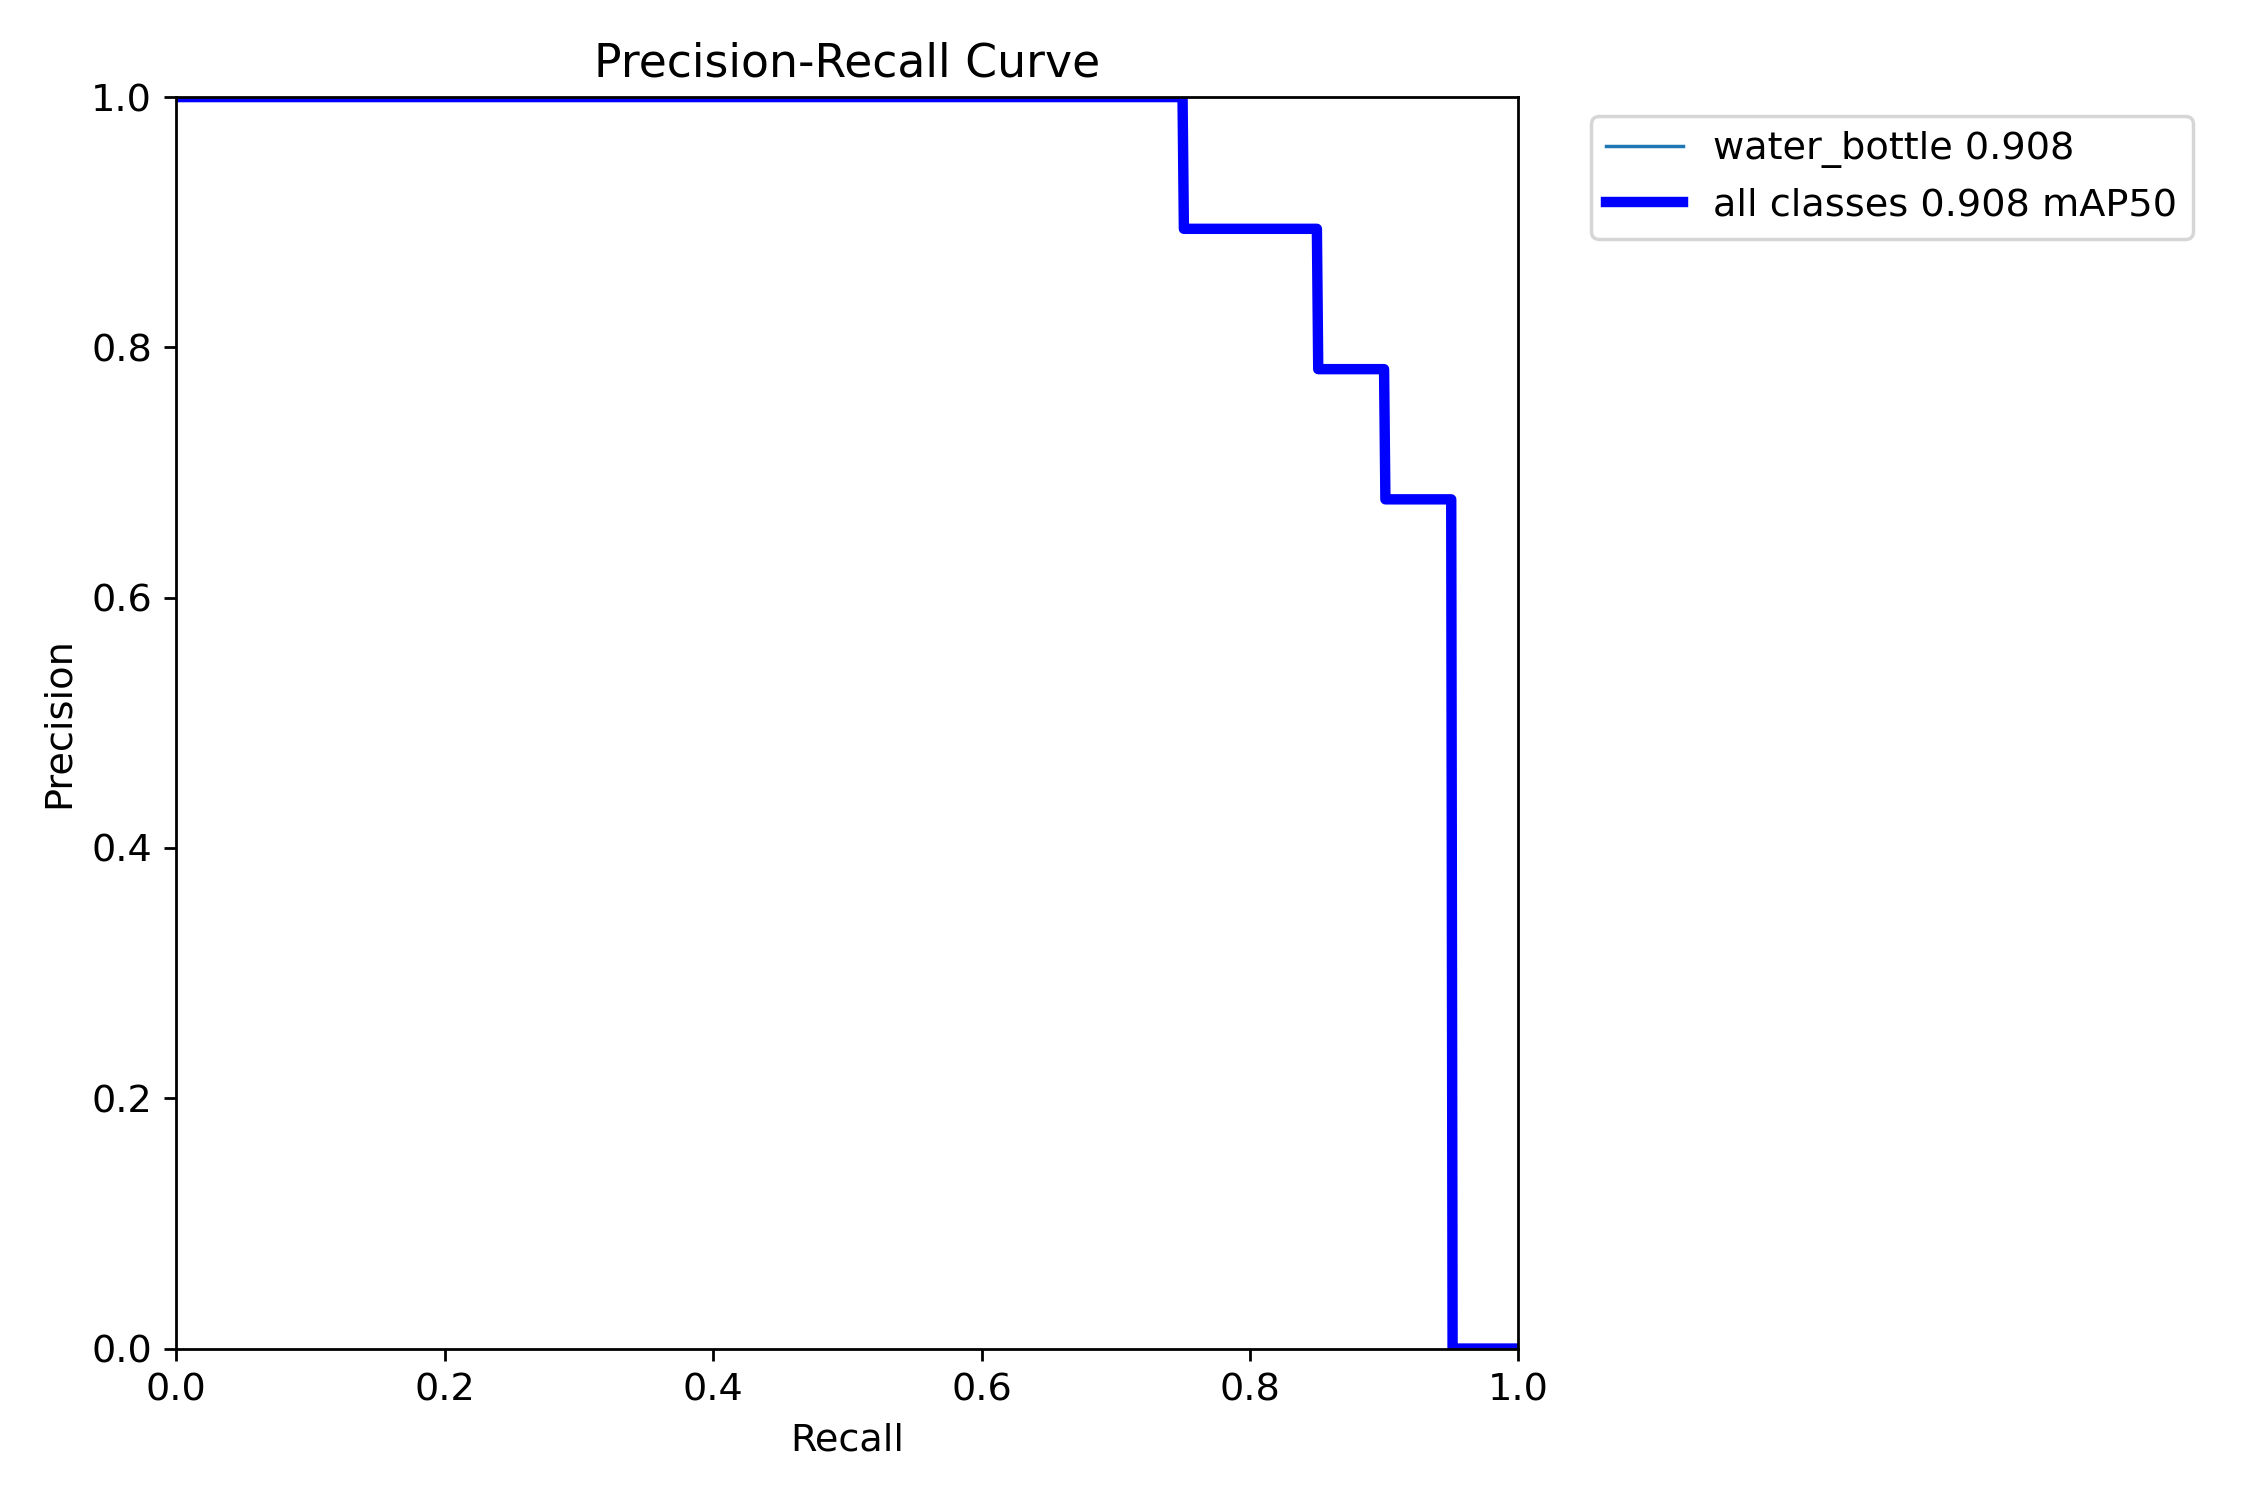 Precision-Recall Curve
1.0
0.8
0.6
0.4
0.2
0.0
Precision
0.0 0.2 0.4 0.6 0.8 1.0
Recall
water_bottle 0.908
all classes 0.908 mAP50